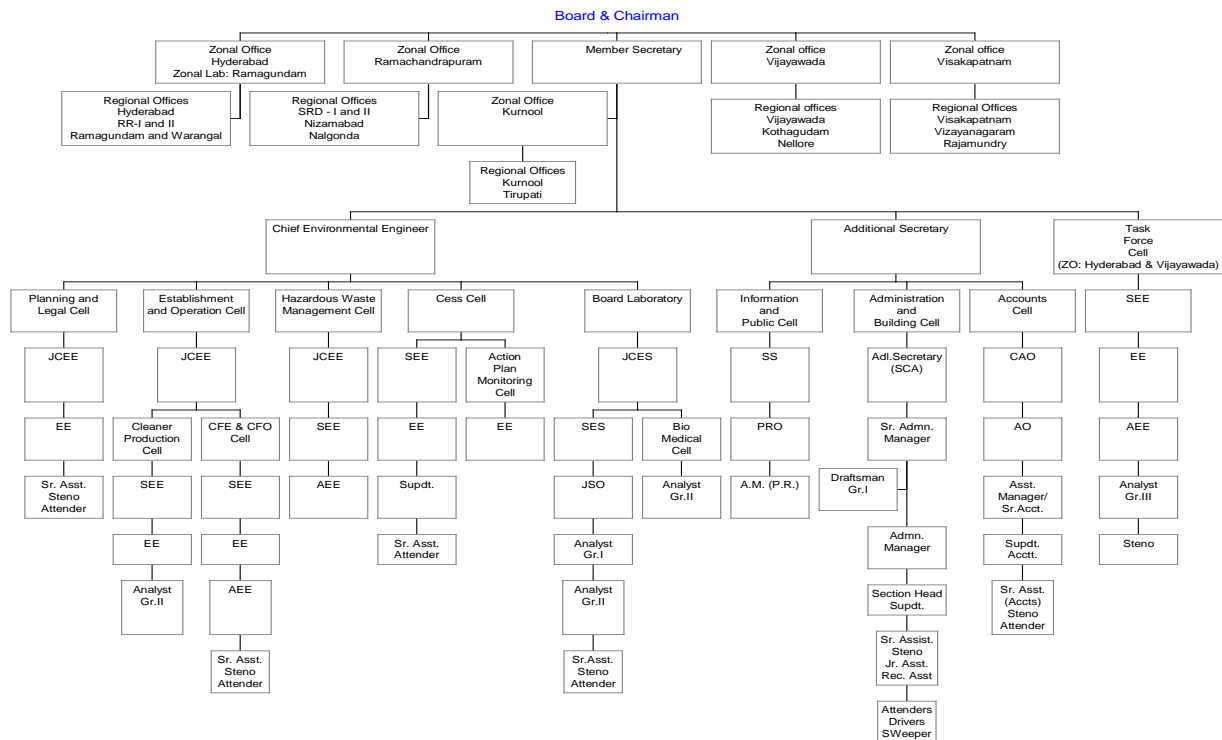 Board & Chairman
Zonal Office
Hyderabad
Zonal Lab: Ramagundam
Zonal Office
Ramachandrapuram
Member Secretary
Zonal office
Vijayawada
Zonal office
Visakapatnam
Regional Offices
Hyderabad
RR-I and II
Ramagundam and Warangal
Regional Offices
SRD - I and II
Nizamabad
Nalgonda
Zonal Office
Kurnool
Regional offices
Vijayawada
Kothagudam
Nellore
Regional Offices
Visakapatnam
Vizayanagaram
Rajamundry
Regional Offices
Kurnool
Tirupati
Chief Environmental Engineer
Additional Secretary
Task
Force
Cell
(ZO: Hyderabad & Vijayawada)
Planning and
Legal Cell
Establishment
and Operation Cell
Hazardous Waste
Management Cell
Cess Cell
Board Laboratory
Information
and
Public Cell
Administration
and
Building Cell
Accounts
Cell
SEE
JCEE
JCEE
JCEE
SEE
Action
Plan
Monitoring
Cell
JCES
SS
Adl.Secretary
(SCA)
CAO
EE
EE
Cleaner
Production
Cell
CFE & CFO
Cell
SEE
EE
EE
SES
Bio
Medical
Cell
PRO
Sr. Admn.
Manager
AO
AEE
Sr. Asst.
Steno
Attender
SEE
SEE
AEE
Supdt.
JSO
Analyst
Gr.II
A.M. (P.R.)
Draftsman
Gr.I
Asst.
Manager/
Sr.Acct.
Analyst
Gr.III
EE
EE
Sr. Asst.
Attender
Analyst
Gr.I
Admn.
Manager
Supdt.
Acctt.
Steno
Analyst
Gr.II
AEE
Analyst
Gr.II
Section Head
Supdt.
Sr. Asst.
(Accts)
Steno
Attender
Sr. Asst.
Steno
Attender
Sr.Asst.
Steno
Attender
Sr. Assist.
Steno
Jr. Asst.
Rec. Asst
Attenders
Drivers
SWeeper